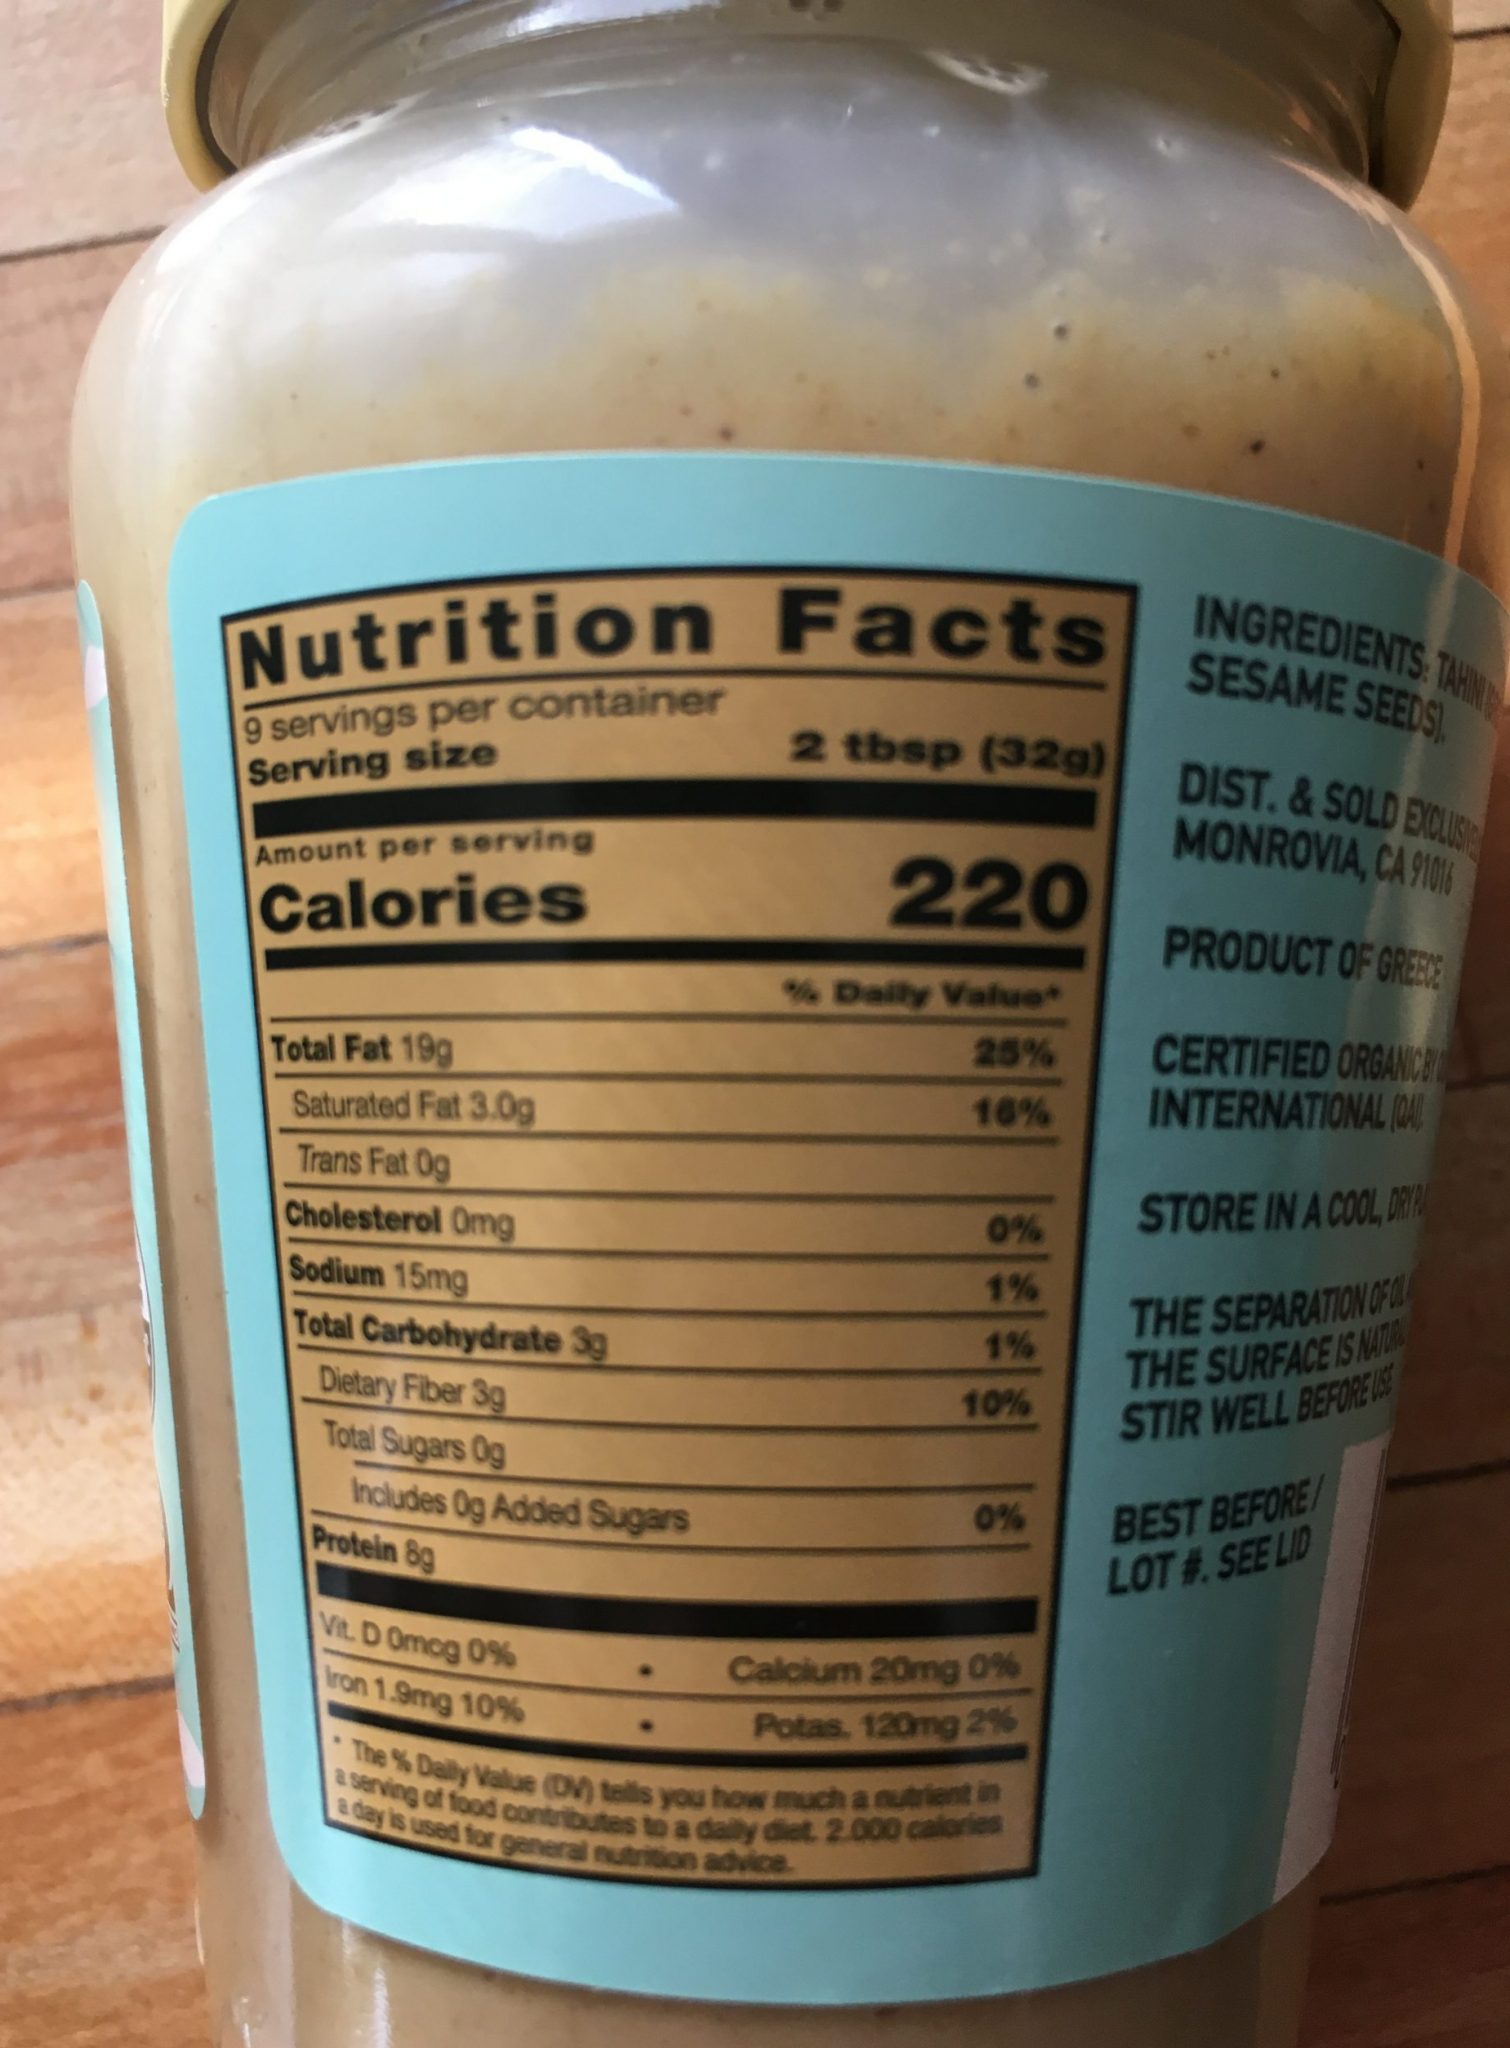 Nutrition Facts
9 servings per container
Serving size 2 tbsp (32g)
Amount per serving
Calories 220
% Daily Value*
Total Fat 19g 25%
Saturated Fat 3.0g 16%
Trans Fat 0g
Cholesterol 0mg 0%
Sodium 15mg 1%
Total Carbohydrate 3g 1%
Dietary Fiber 3g 10%
Total Sugars 0g
Includes 0g Added Sugars 0%
Protein 8g
Vit. D 0mcg 0% • Calcium 20mg 0%
Iron 1.9mg 10% • Potas. 120mg 2%
* The % Daily Value (DV) tells you how much a nutrient in
a serving of food contributes to a daily diet. 2.000 calories
a day is used for general nutrition advice.
INGREDIENTS: TAHINI
SESAME SEEDS).
DIST. & SOLD
MONROVIA, CA 91016
PRODUCT OF GREECE
CERTIFIED ORGANIC BY
INTERNATIONAL (QAI).
STORE IN A COOL, DRY
THE SEPARATION OF OIL
THE SURFACE IS
STIR WELL BEFORE USE
BEST BEFORE /
LOT #. SEE LID